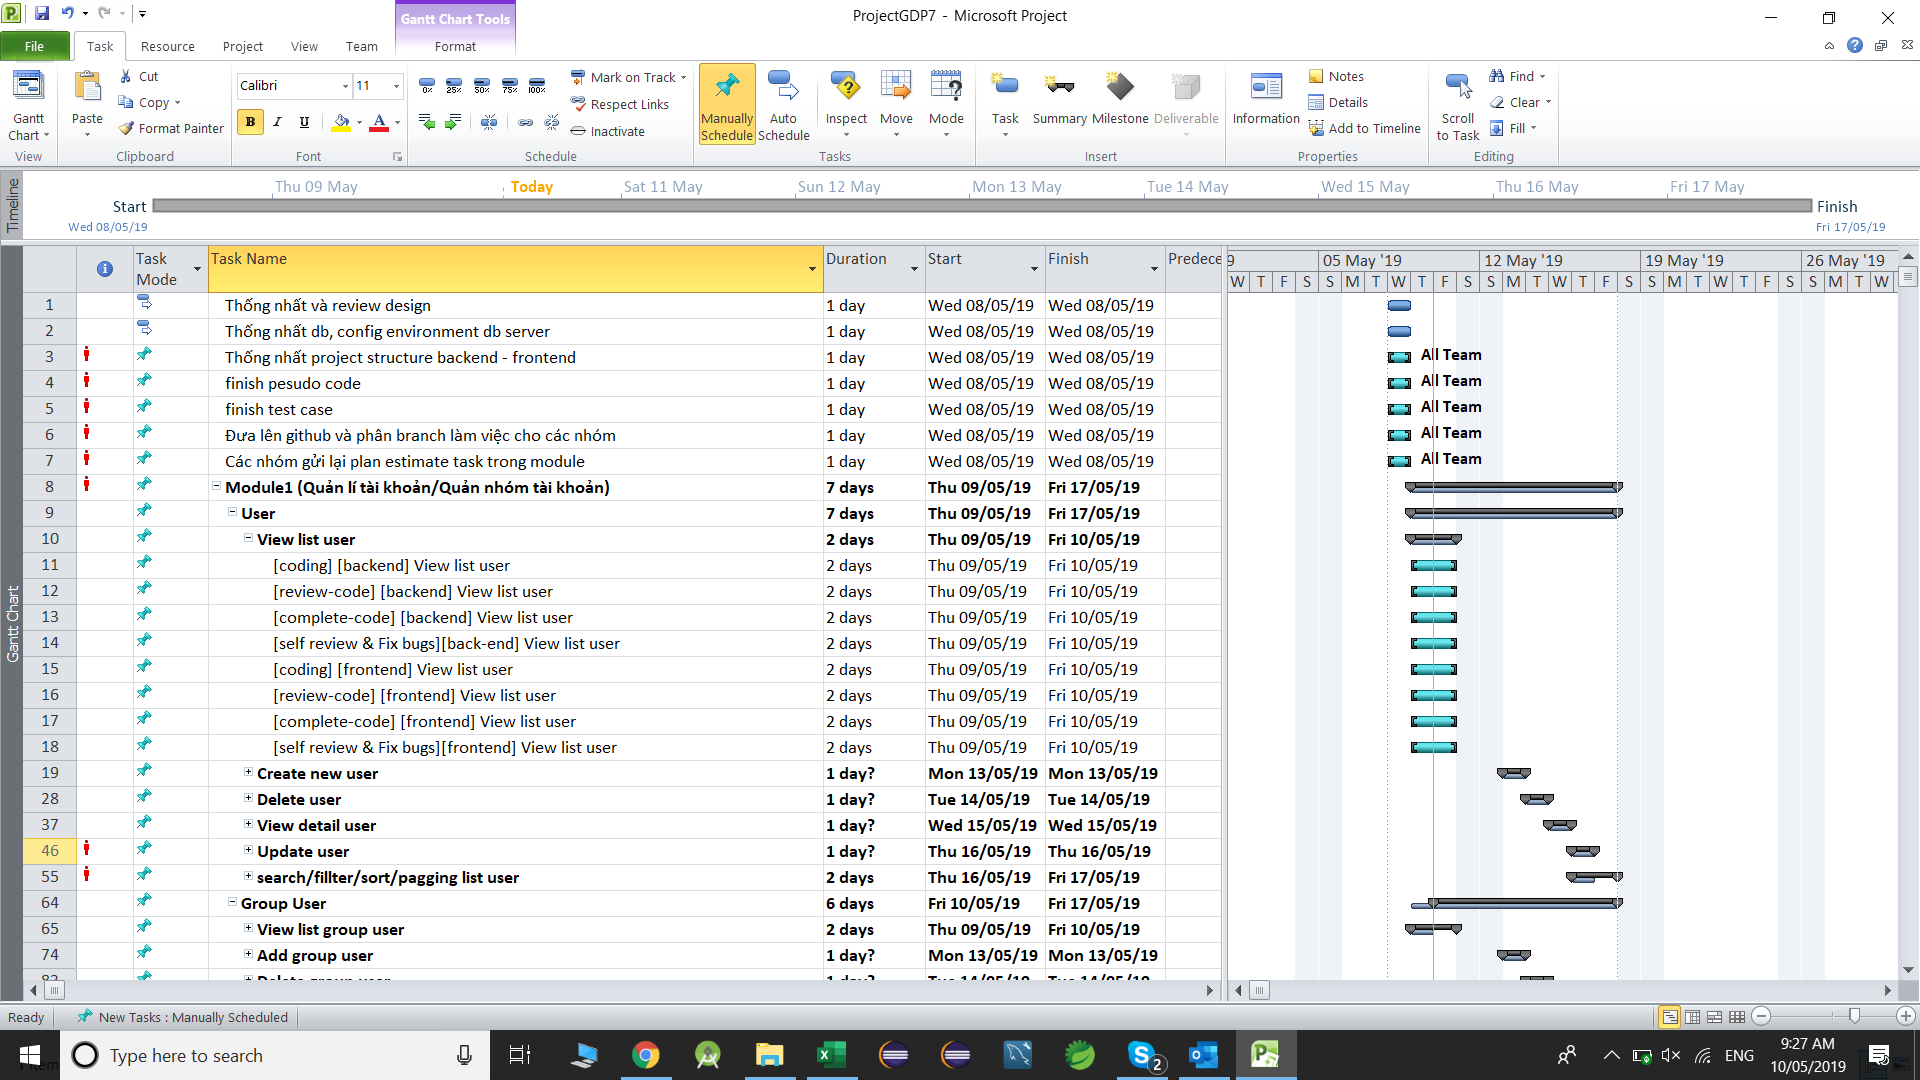 Gantt Chart Tools
ProjectGDP7 - Microsoft Project
File
Task
Resource
Project
View
Team
Format
Gantt Chart
Paste
Cut
Copy
Format Painter
Calibri
11
B I U
0% 25% 50% 75% 100%
Mark on Track
Respect Links
Inactivate
Manually Schedule
Auto Schedule
Inspect
Move
Mode
Task
Summary
Milestone
Deliverable
Information
Notes
Details
Add to Timeline
Scroll to Task
Find
Clear
Fill
View
Clipboard
Font
Schedule
Tasks
Insert
Properties
Editing
Timeline
Thu 09 May
Today
Sat 11 May
Sun 12 May
Mon 13 May
Tue 14 May
Wed 15 May
Thu 16 May
Fri 17 May
Start
Wed 08/05/19
Finish
Fri 17/05/19
Gantt Chart
Task Mode
Task Name
Duration
Start
Finish
Predece
9
05 May '19
12 May '19
19 May '19
26 May '19
W T F S S M T W T F S S M T W T F S S M T W T F S S M T W
1 Thống nhất và review design 1 day Wed 08/05/19 Wed 08/05/19
2 Thống nhất db, config environment db server 1 day Wed 08/05/19 Wed 08/05/19
3 Thống nhất project structure backend - frontend 1 day Wed 08/05/19 Wed 08/05/19 All Team
4 finish pesudo code 1 day Wed 08/05/19 Wed 08/05/19 All Team
5 finish test case 1 day Wed 08/05/19 Wed 08/05/19 All Team
6 Đưa lên github và phân branch làm việc cho các nhóm 1 day Wed 08/05/19 Wed 08/05/19 All Team
7 Các nhóm gửi lại plan estimate task trong module 1 day Wed 08/05/19 Wed 08/05/19 All Team
8 Module1 (Quản lí tài khoản/Quản nhóm tài khoản) 7 days Thu 09/05/19 Fri 17/05/19
9 User 7 days Thu 09/05/19 Fri 17/05/19
10 View list user 2 days Thu 09/05/19 Fri 10/05/19
11 [coding] [backend] View list user 2 days Thu 09/05/19 Fri 10/05/19
12 [review-code] [backend] View list user 2 days Thu 09/05/19 Fri 10/05/19
13 [complete-code] [backend] View list user 2 days Thu 09/05/19 Fri 10/05/19
14 [self review & Fix bugs][back-end] View list user 2 days Thu 09/05/19 Fri 10/05/19
15 [coding] [frontend] View list user 2 days Thu 09/05/19 Fri 10/05/19
16 [review-code] [frontend] View list user 2 days Thu 09/05/19 Fri 10/05/19
17 [complete-code] [frontend] View list user 2 days Thu 09/05/19 Fri 10/05/19
18 [self review & Fix bugs][frontend] View list user 2 days Thu 09/05/19 Fri 10/05/19
19 Create new user 1 day? Mon 13/05/19 Mon 13/05/19
28 Delete user 1 day? Tue 14/05/19 Tue 14/05/19
37 View detail user 1 day? Wed 15/05/19 Wed 15/05/19
46 Update user 1 day? Thu 16/05/19 Thu 16/05/19
55 search/fillter/sort/pagging list user 2 days Thu 16/05/19 Fri 17/05/19
64 Group User 6 days Fri 10/05/19 Fri 17/05/19
65 View list group user 2 days Thu 09/05/19 Fri 10/05/19
74 Add group user 1 day? Mon 13/05/19 Mon 13/05/19
Ready
New Tasks : Manually Scheduled
Type here to search
2
ENG
9:27 AM
10/05/2019